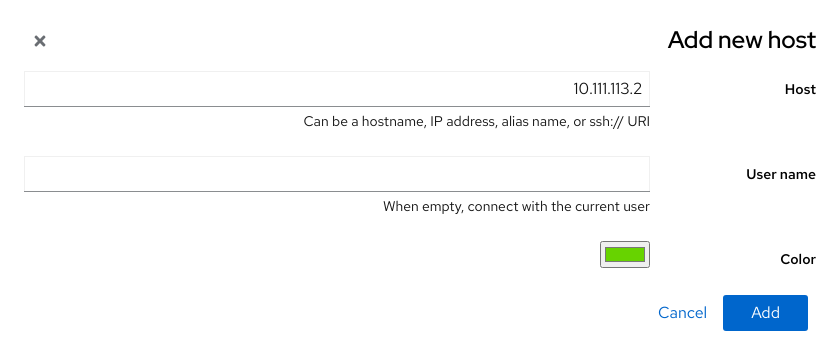 Add new host
Host
10.111.113.2
Can be a hostname, IP address, alias name, or ssh:// URI
User name
When empty, connect with the current user
Color
Add
Cancel